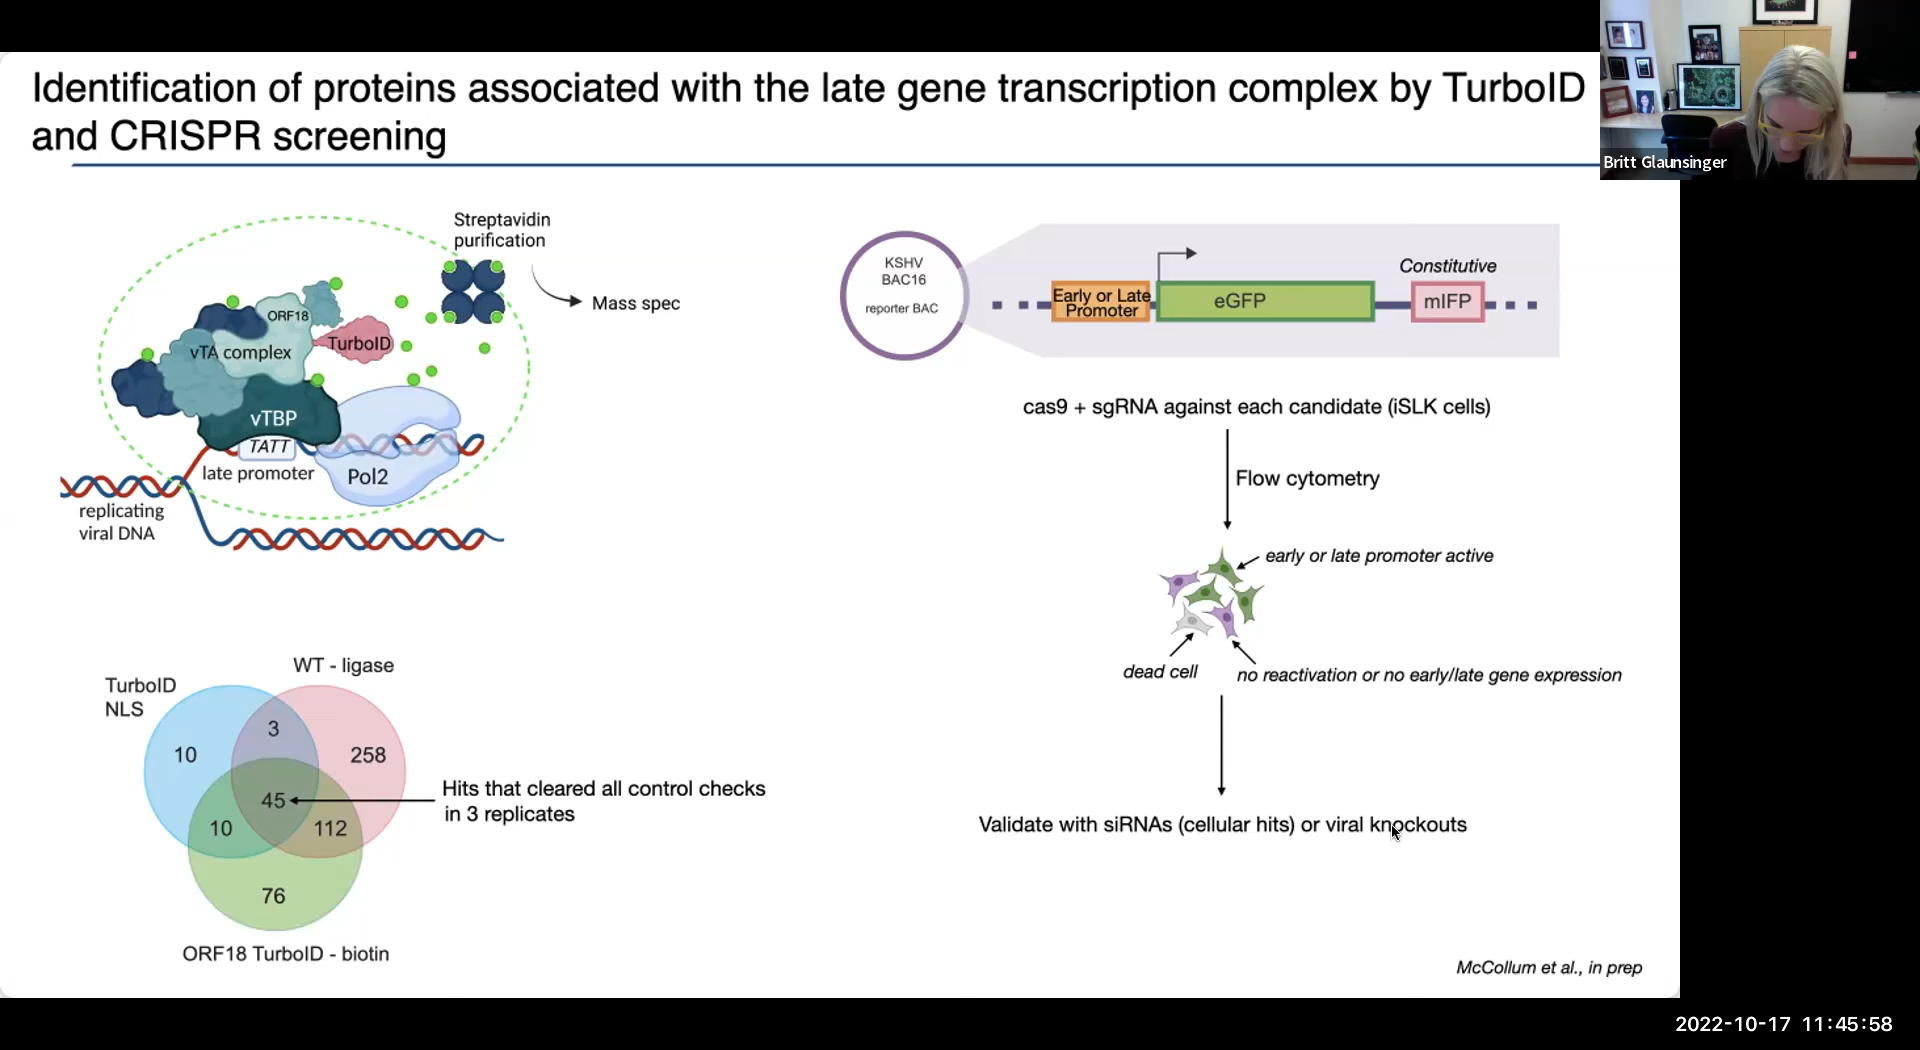 Identification of proteins associated with the late gene transcription complex by TurboID
and CRISPR screening
Britt Glaunsinger
Streptavidin
purification
Mass spec
ORF18
TurboID
vTA complex
vTBP
TATT
late promoter
Pol2
replicating
viral DNA
KSHV
BAC16
reporter BAC
Early or Late
Promoter
eGFP
Constitutive
mIFP
cas9 + sgRNA against each candidate (iSLK cells)
Flow cytometry
early or late promoter active
dead cell
no reactivation or no early/late gene expression
Validate with siRNAs (cellular hits) or viral knockouts
WT - ligase
TurboID
NLS
3
10
258
45
Hits that cleared all control checks
in 3 replicates
10
112
76
ORF18 TurboID - biotin
McCollum et al., in prep
2022-10-17 11:45:58